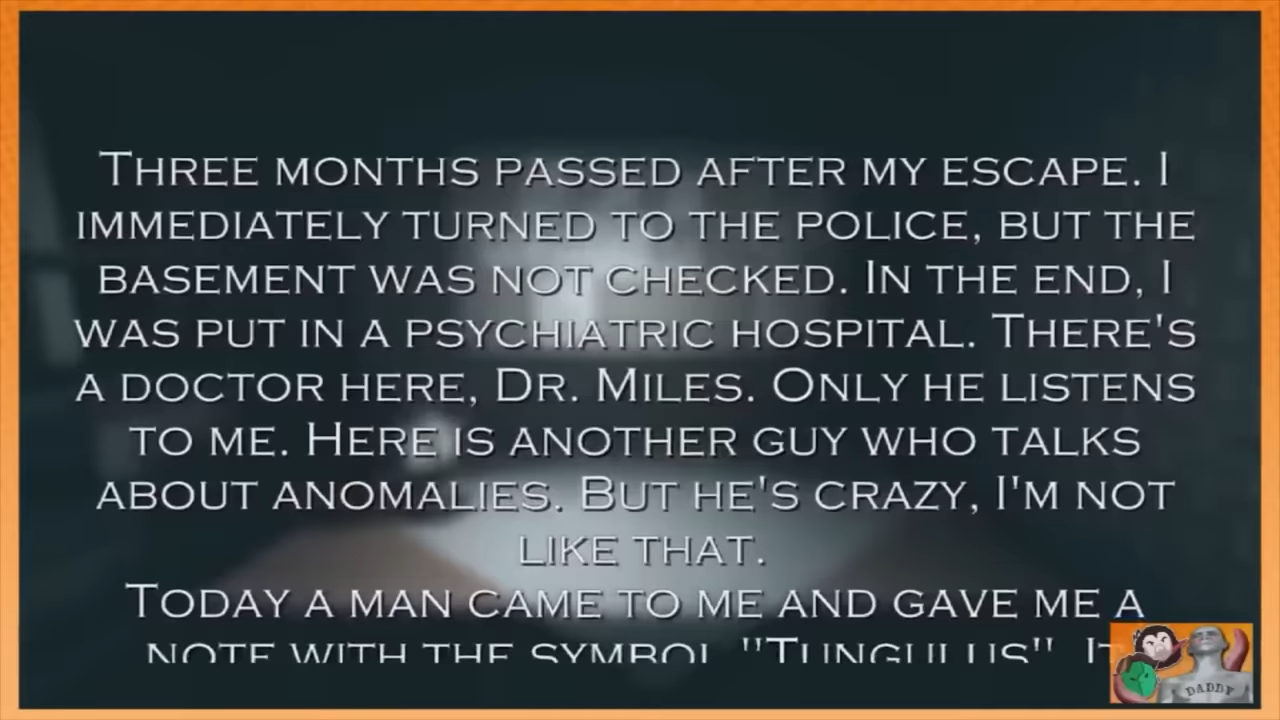 Three months passed after my escape. I
immediately turned to the police, but the
basement was not checked. In the end, I
was put in a psychiatric hospital. There's
a doctor here, Dr. Miles. Only he listens
to me. Here is another guy who talks
about anomalies. But he's crazy, I'm not
like that.
Today a man came to me and gave me a
note with the symbol "Tungulus". It
DADDY